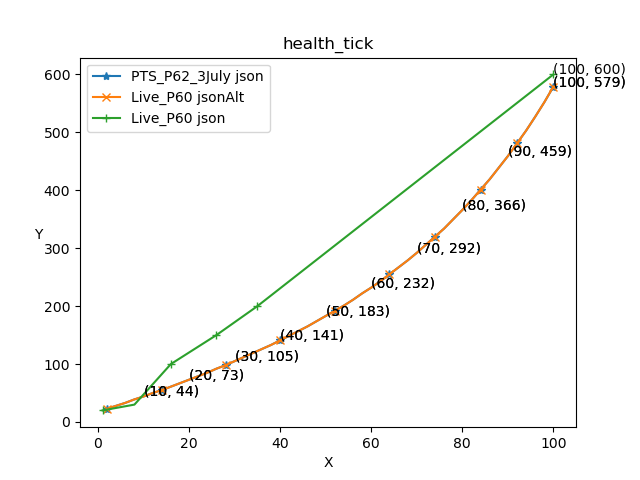 health_tick
PTS_P62_3July json
Live_P60 jsonAlt
Live_P60 json
(100, 600)
(100, 579)
(90, 459)
(80, 366)
(70, 292)
(60, 232)
(50, 183)
(40, 141)
(30, 105)
(20, 73)
(10, 44)
Y
600
500
400
300
200
100
0
0 20 40 60 80 100
X